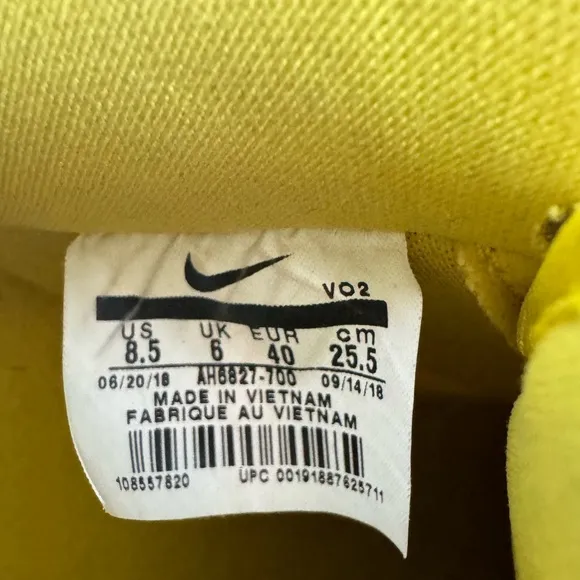 VO2
US UK EUR cm
8.5 6 40 25.5
06/20/18 AH6827-700 09/14/18
MADE IN VIETNAM
FABRIQUE AU VIETNAM
108557820 UPC 00191887625711